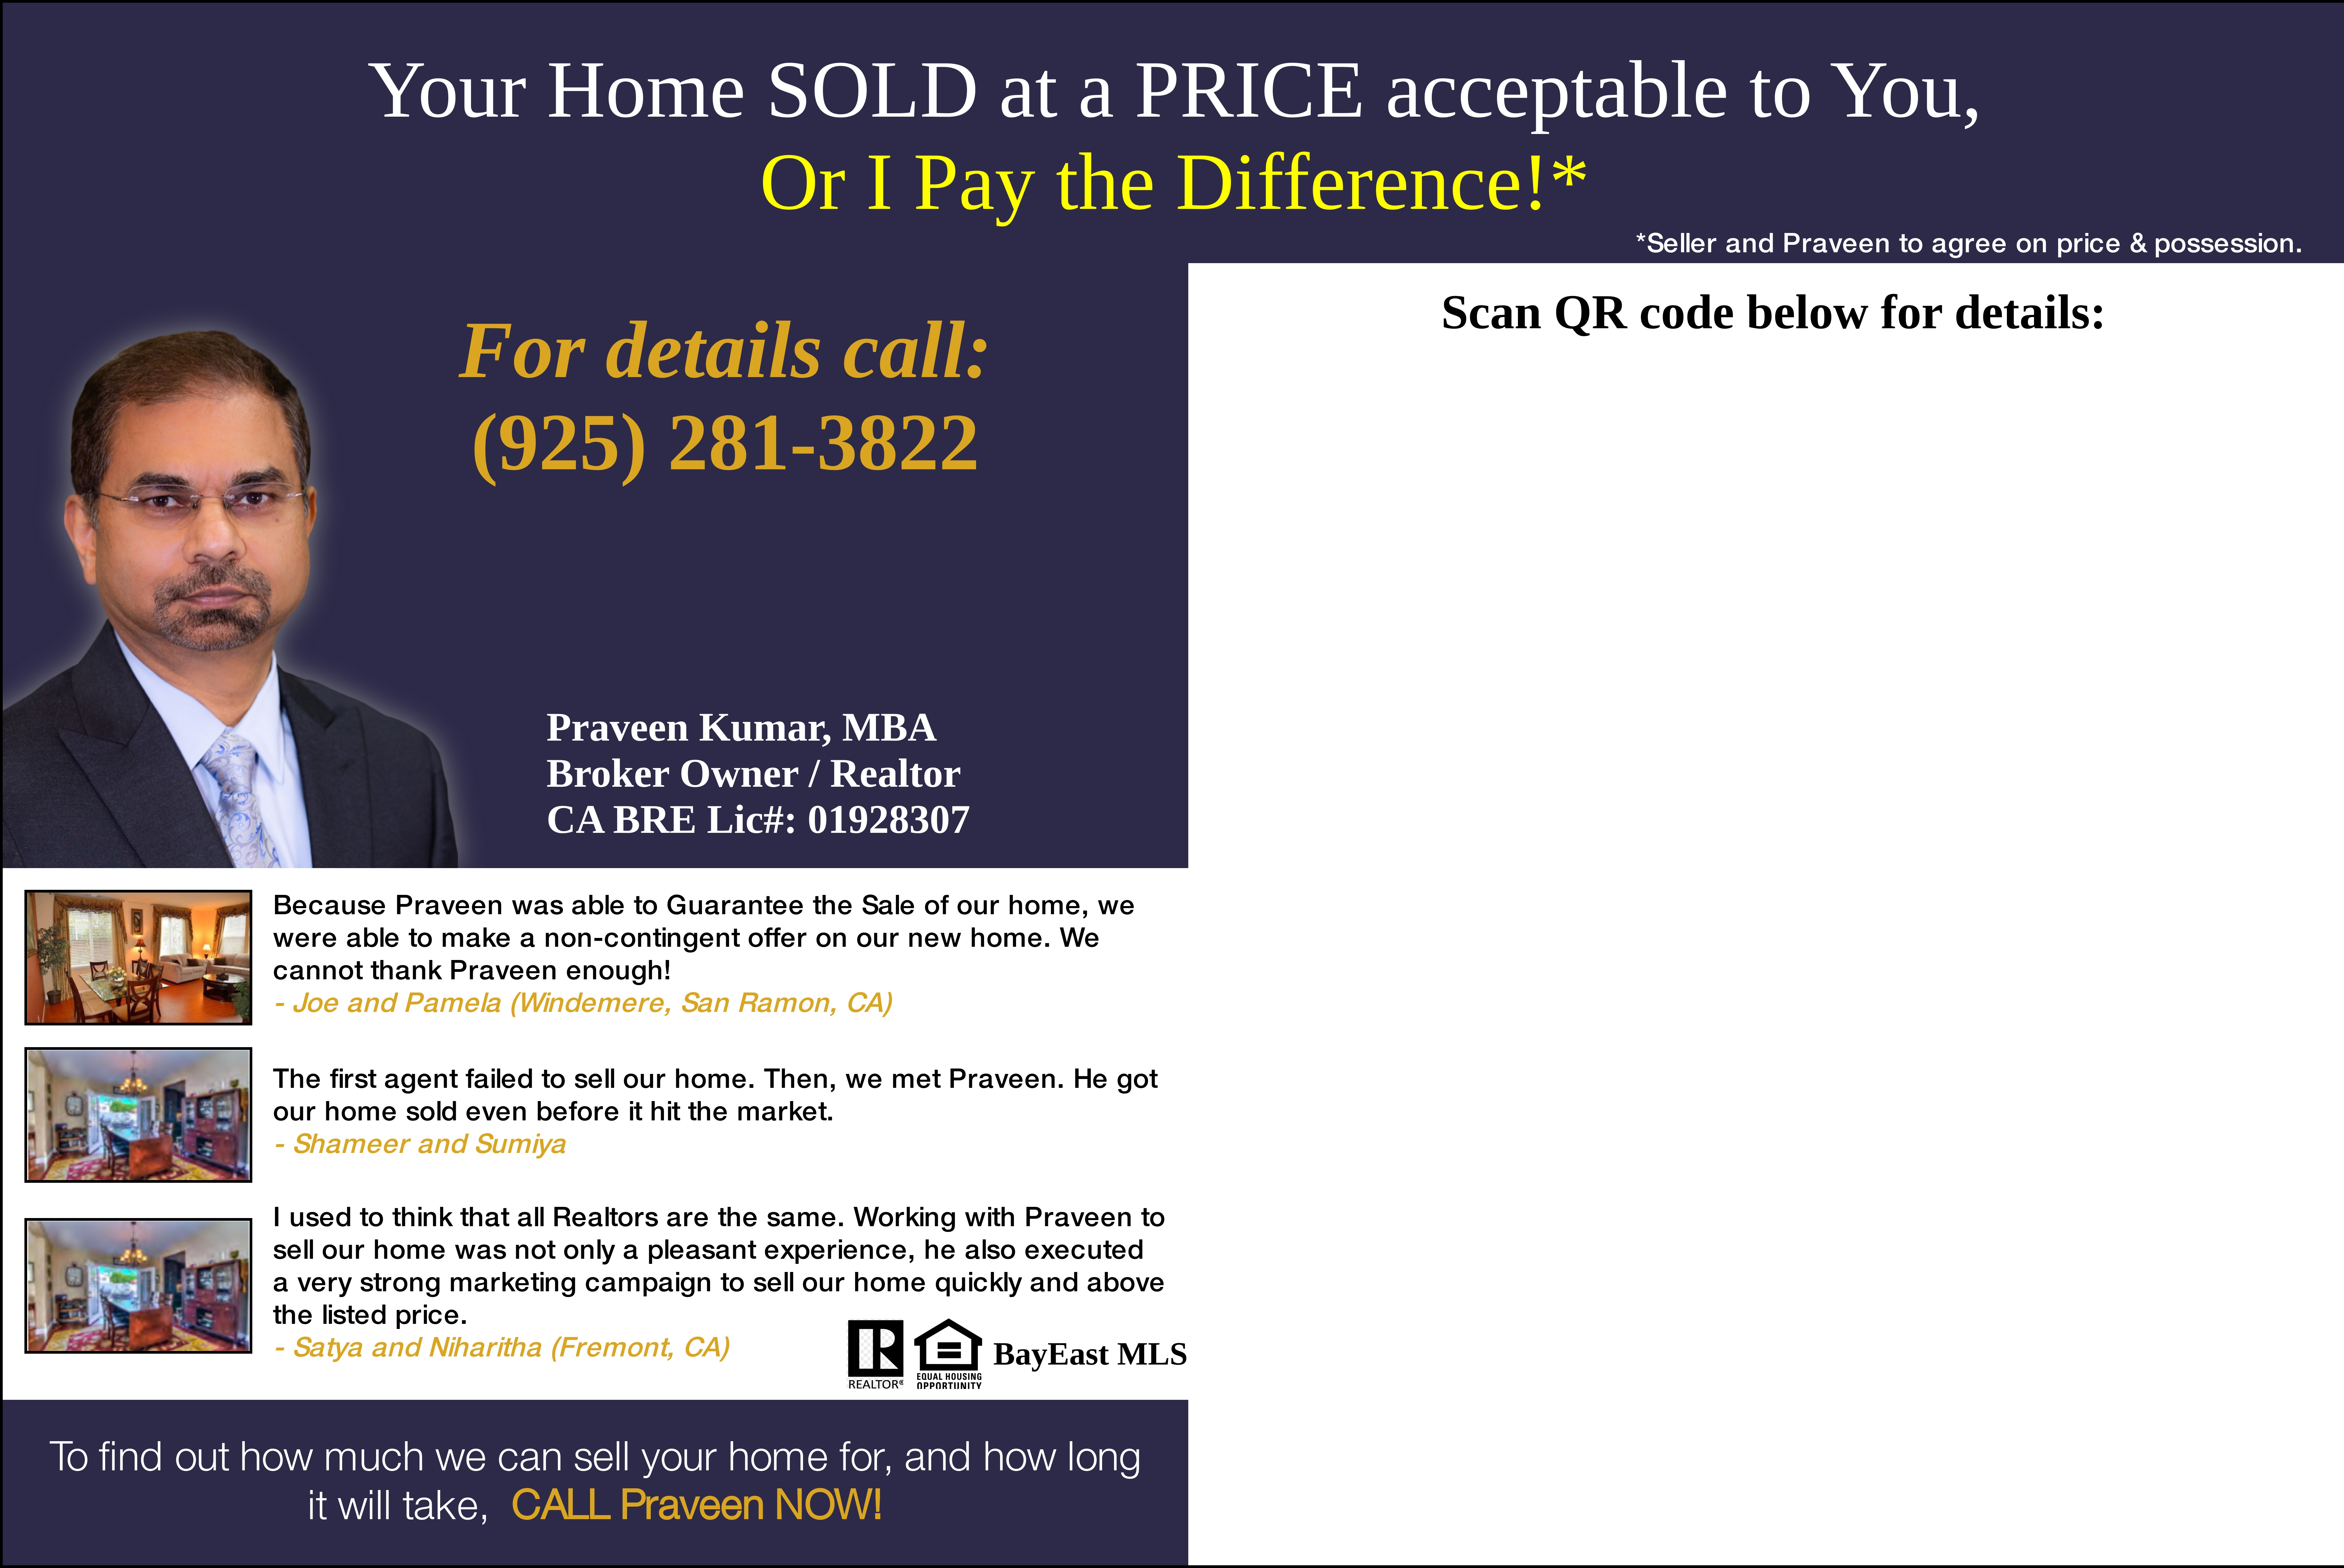 Your Home SOLD at a PRICE acceptable to You,
Or I Pay the Difference!*
*Seller and Praveen to agree on price & possession.
For details call:
(925) 281-3822
Praveen Kumar, MBA
Broker Owner / Realtor
CA BRE Lic#: 01928307
Scan QR code below for details:
Because Praveen was able to Guarantee the Sale of our home, we
were able to make a non-contingent offer on our new home. We
cannot thank Praveen enough!
- Joe and Pamela (Windemere, San Ramon, CA)
The first agent failed to sell our home. Then, we met Praveen. He got
our home sold even before it hit the market.
- Shameer and Sumiya
I used to think that all Realtors are the same. Working with Praveen to
sell our home was not only a pleasant experience, he also executed
a very strong marketing campaign to sell our home quickly and above
the listed price.
- Satya and Niharitha (Fremont, CA)
R
REALTOR®
EQUAL HOUSING
OPPORTUNITY
BayEast MLS
To find out how much we can sell your home for, and how long
it will take, CALL Praveen NOW!